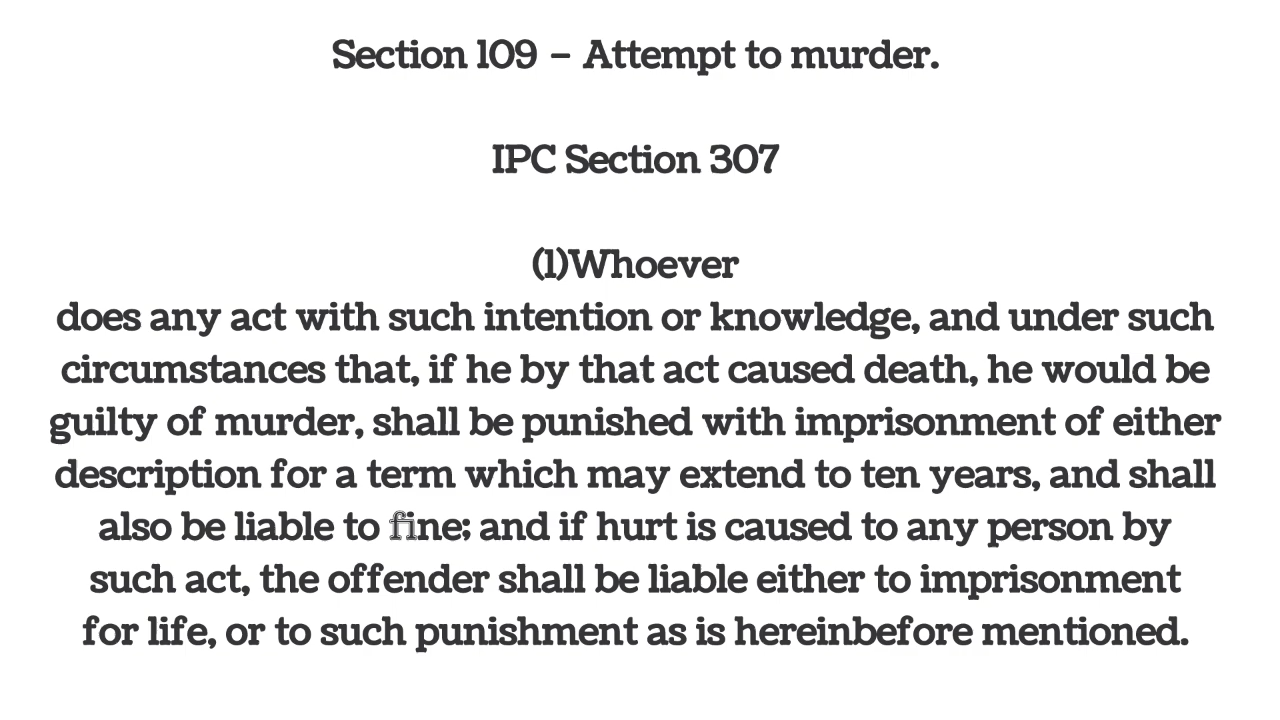 Section 109 – Attempt to murder.
IPC Section 307
(1)Whoever
does any act with such intention or knowledge, and under such
circumstances that, if he by that act caused death, he would be
guilty of murder, shall be punished with imprisonment of either
description for a term which may extend to ten years, and shall
also be liable to fine; and if hurt is caused to any person by
such act, the offender shall be liable either to imprisonment
for life, or to such punishment as is hereinbefore mentioned.